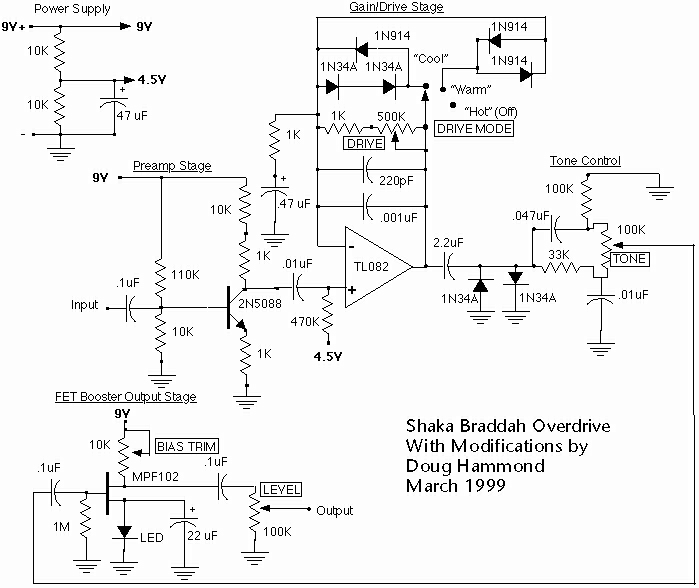 Power Supply
9V+
9V
10K
4.5V
10K
+
47 uF
-
Gain/Drive Stage
1N914
1N914
"Cool"
1N34A
1N34A
1N914
"Warm"
"Hot" (Off)
1K
500K
DRIVE MODE
DRIVE
1K
+
.47 uF
220pF
.001uF
Preamp Stage
9V
10K
1K
110K
.1uF
Input
10K
2N5088
1K
.01uF
470K
4.5V
-
TL082
+
2.2uF
1N34A
1N34A
Tone Control
100K
.047uF
100K
33K
TONE
.01uF
FET Booster Output Stage
9V
10K
BIAS TRIM
MPF102
.1uF
.1uF
LEVEL
1M
LED
+
22 uF
100K
Output
Shaka Braddah Overdrive
With Modifications by
Doug Hammond
March 1999